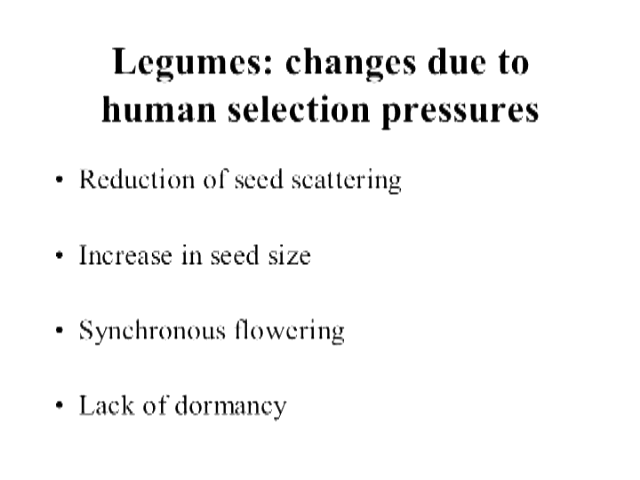 Legumes: changes due to
human selection pressures
• Reduction of seed scattering
• Increase in seed size
• Synchronous flowering
• Lack of dormancy